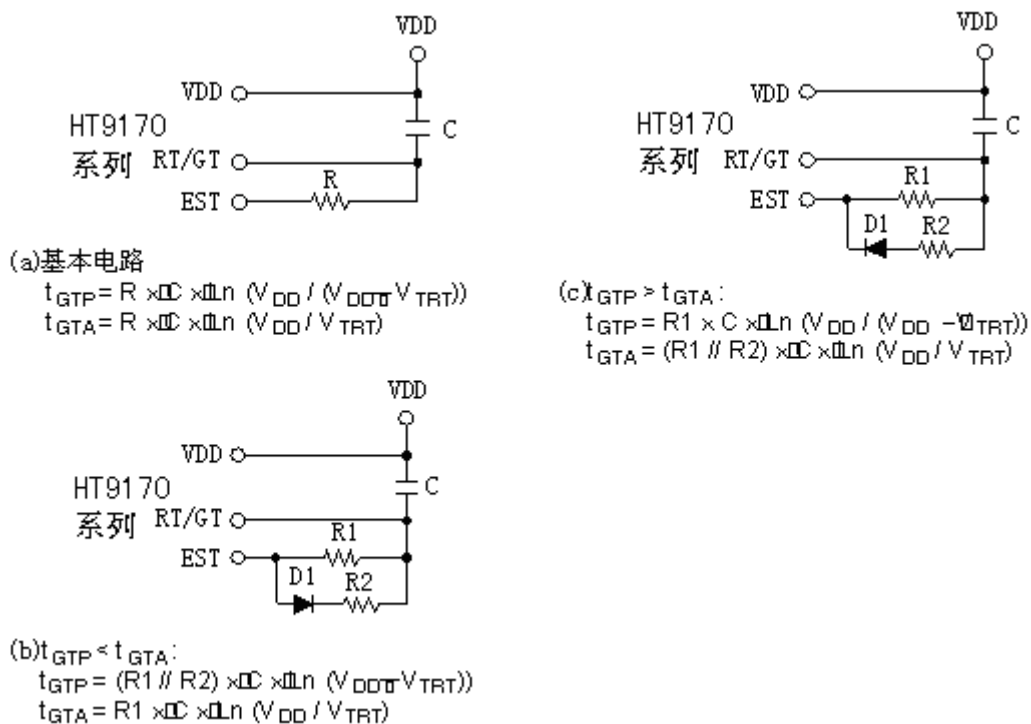 VDD
VDD
C
HT9170
系列
RT/GT
R
EST
(a)基本电路
tGTP = R × C × Ln (VDD / (VDD VTRT))
tGTA = R × C × Ln (VDD / VTRT)
VDD
VDD
C
HT9170
系列
RT/GT
R1
EST
D1
R2
(b)tGTP < tGTA:
tGTP = (R1 // R2) × C × Ln (VDD VTRT))
tGTA = R1 × C × Ln (VDD / VTRT)
VDD
VDD
C
HT9170
系列
RT/GT
R1
EST
D1
R2
(c)tGTP > tGTA:
tGTP = R1 × C × Ln (VDD / (VDD – VTRT))
tGTA = (R1 // R2) × C × Ln (VDD / VTRT)